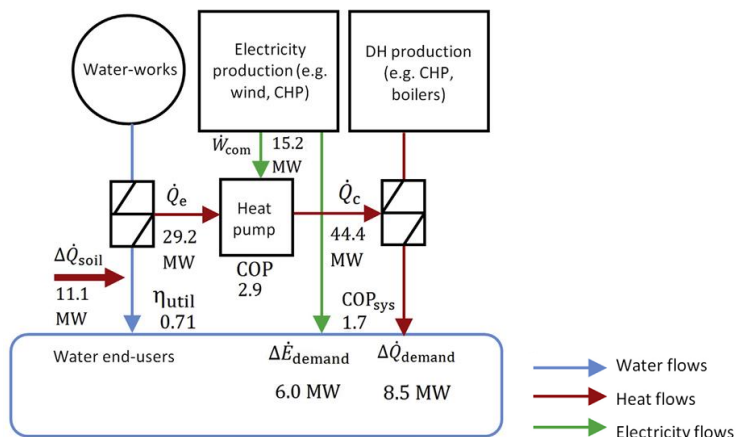 Water-works
Electricity
production (e.g.
wind, CHP)
DH production
(e.g. CHP,
boilers)
Ẇcom
15.2
MW
Q̇e
29.2
MW
Heat
pump
COP
2.9
Q̇c
44.4
MW
ΔQ̇soil
11.1
MW
ηutil
0.71
COPsys
1.7
Water end-users
ΔĖdemand
6.0 MW
ΔQ̇demand
8.5 MW
Water flows
Heat flows
Electricity flows